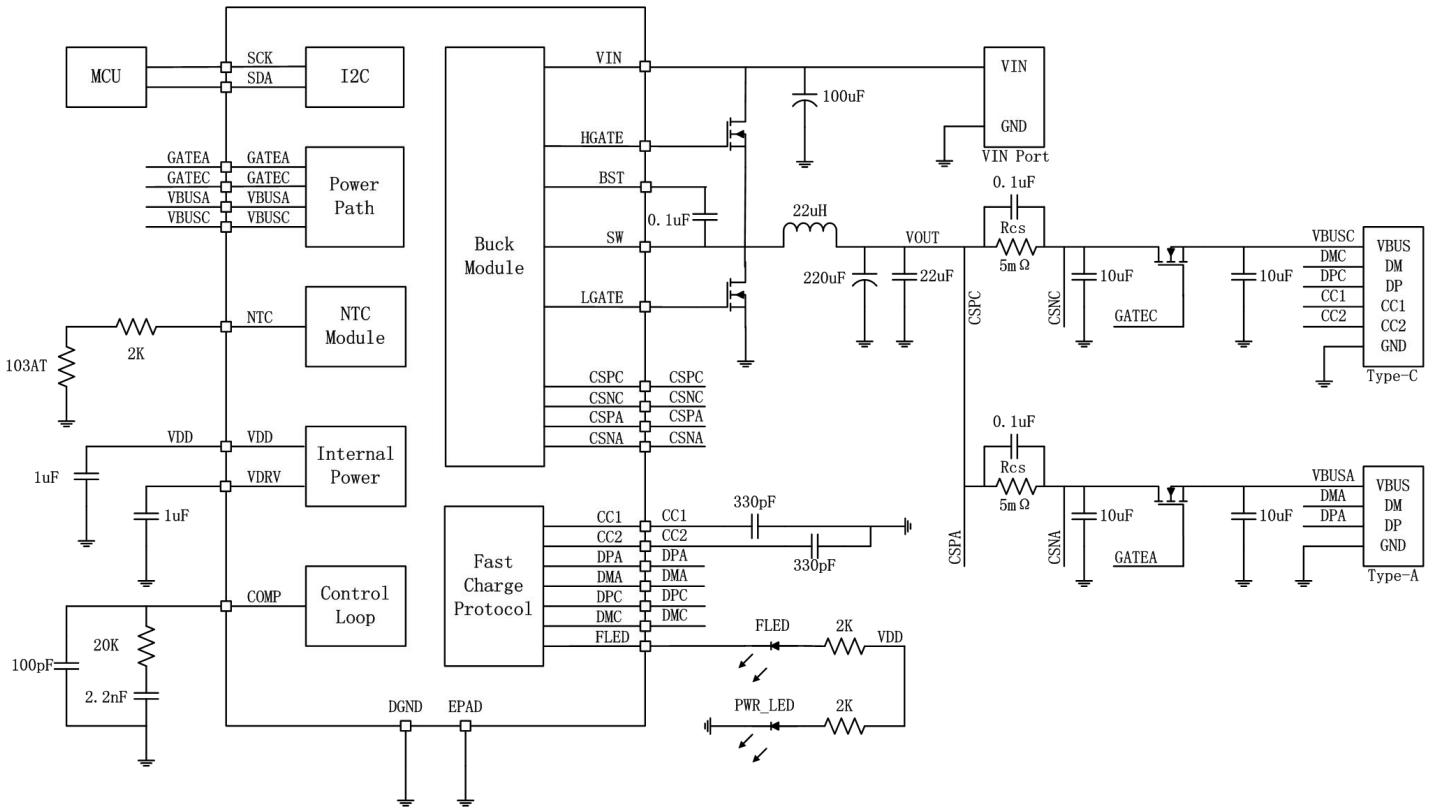 MCU
SCK
SDA
I2C
GATEA
GATEC
VBUSA
VBUSC
GATEA
GATEC
VBUSA
VBUSC
Power
Path
103AT
2K
NTC
NTC
Module
VDD
1uF
1uF
VDD
VDRV
Internal
Power
100pF
20K
2.2nF
COMP
Control
Loop
DGND
EPAD
Buck
Module
VIN
HGATE
BST
SW
LGATE
CSPC
CSNC
CSPA
CSNA
CSPC
CSNC
CSPA
CSNA
Fast
Charge
Protocol
CC1
CC2
DPA
DMA
DPC
DMC
FLED
CC1
CC2
DPA
DMA
DPC
DMC
330pF
330pF
FLED
2K
VDD
PWR_LED
2K
100uF
VIN
GND
VIN Port
0.1uF
22uH
VOUT
220uF
22uF
0.1uF
Rcs
5mΩ
CSPC
CSNC
10uF
GATEC
10uF
VBUSC
DMC
DPC
CC1
CC2
VBUS
DM
DP
CC1
CC2
GND
Type-C
0.1uF
Rcs
5mΩ
CSPA
CSNA
10uF
GATEA
10uF
VBUSA
DMA
DPA
VBUS
DM
DP
GND
Type-A